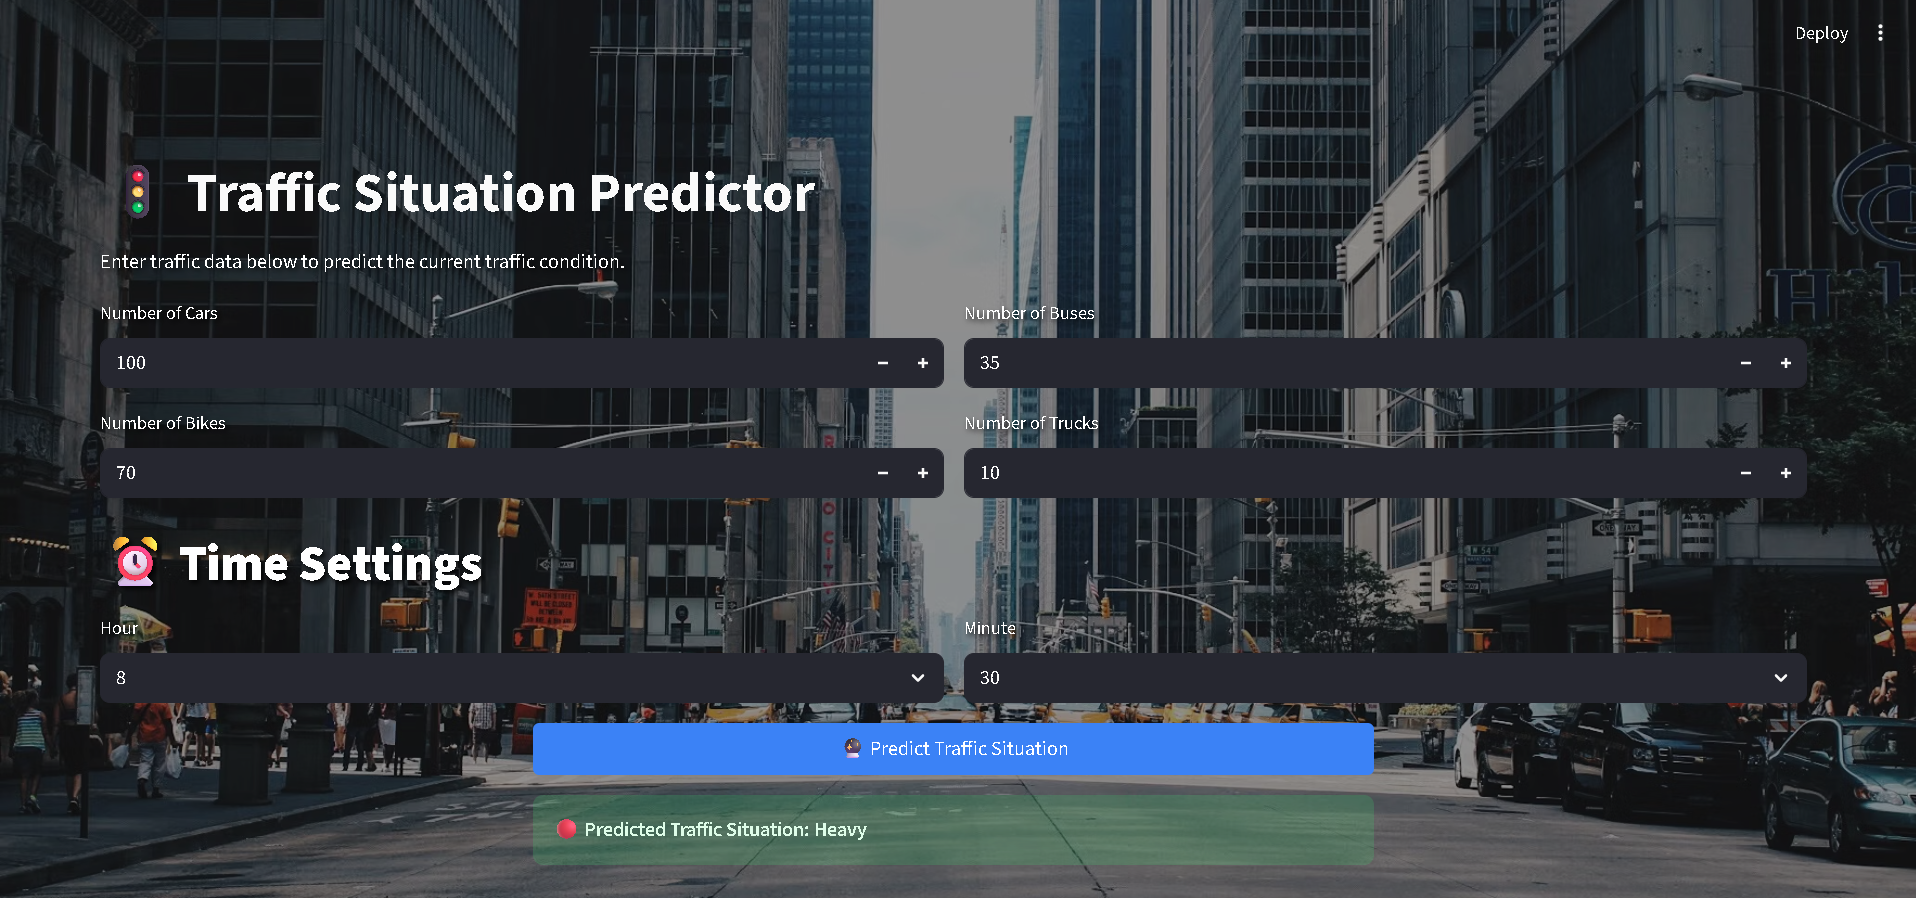 Deploy
Traffic Situation Predictor
Enter traffic data below to predict the current traffic condition.
Number of Cars
Number of Buses
100
35
Number of Bikes
Number of Trucks
70
10
Time Settings
Hour
Minute
8
30
Predict Traffic Situation
Predicted Traffic Situation: Heavy